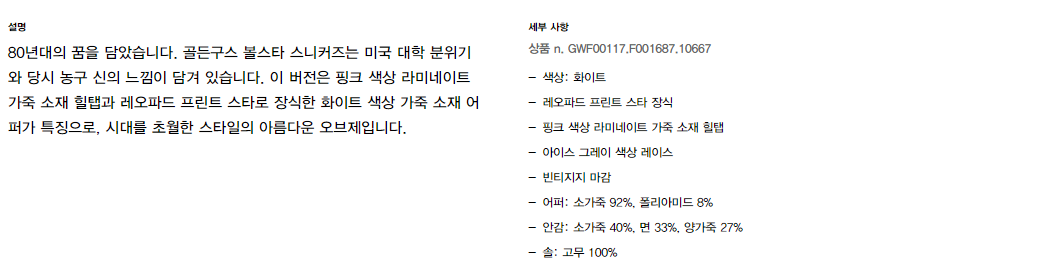 설명
80년대의 꿈을 담았습니다. 골든구스 볼스타 스니커즈는 미국 대학 분위기
와 당시 농구 신의 느낌이 담겨 있습니다. 이 버전은 핑크 색상 라미네이트
가죽 소재 힐탭과 레오파드 프린트 스타로 장식한 화이트 색상 가죽 소재 어
퍼가 특징으로, 시대를 초월한 스타일의 아름다운 오브제입니다.
세부 사항
상품 n. GWF00117.F001687.10667
– 색상: 화이트
– 레오파드 프린트 스타 장식
– 핑크 색상 라미네이트 가죽 소재 힐탭
– 아이스 그레이 색상 레이스
– 빈티지지 마감
– 어퍼: 소가죽 92%, 폴리아미드 8%
– 안감: 소가죽 40%, 면 33%, 양가죽 27%
– 솔: 고무 100%